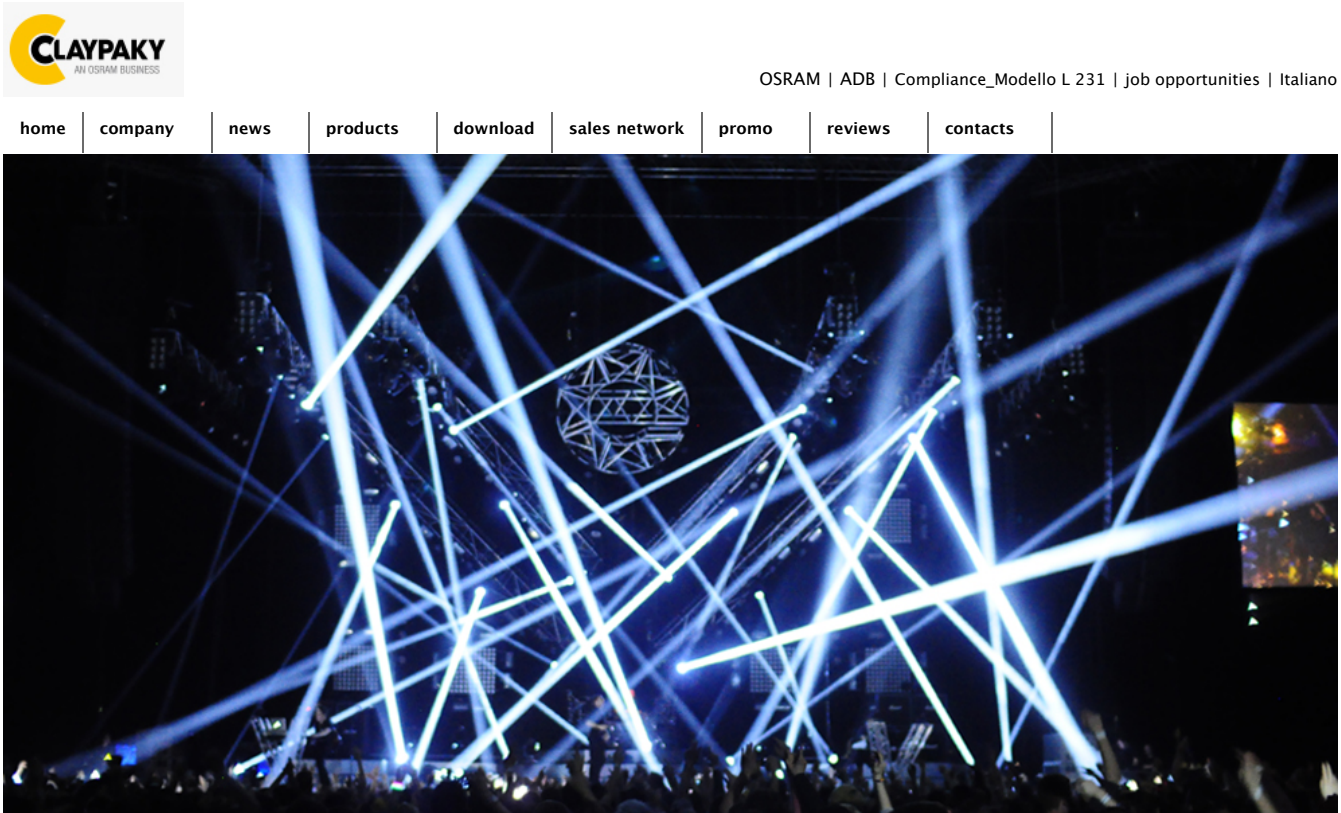 CLAYPAKY
AN OSRAM BUSINESS
OSRAM | ADB | Compliance_Modello L 231 | job opportunities | Italiano
home company news products download sales network promo reviews contacts